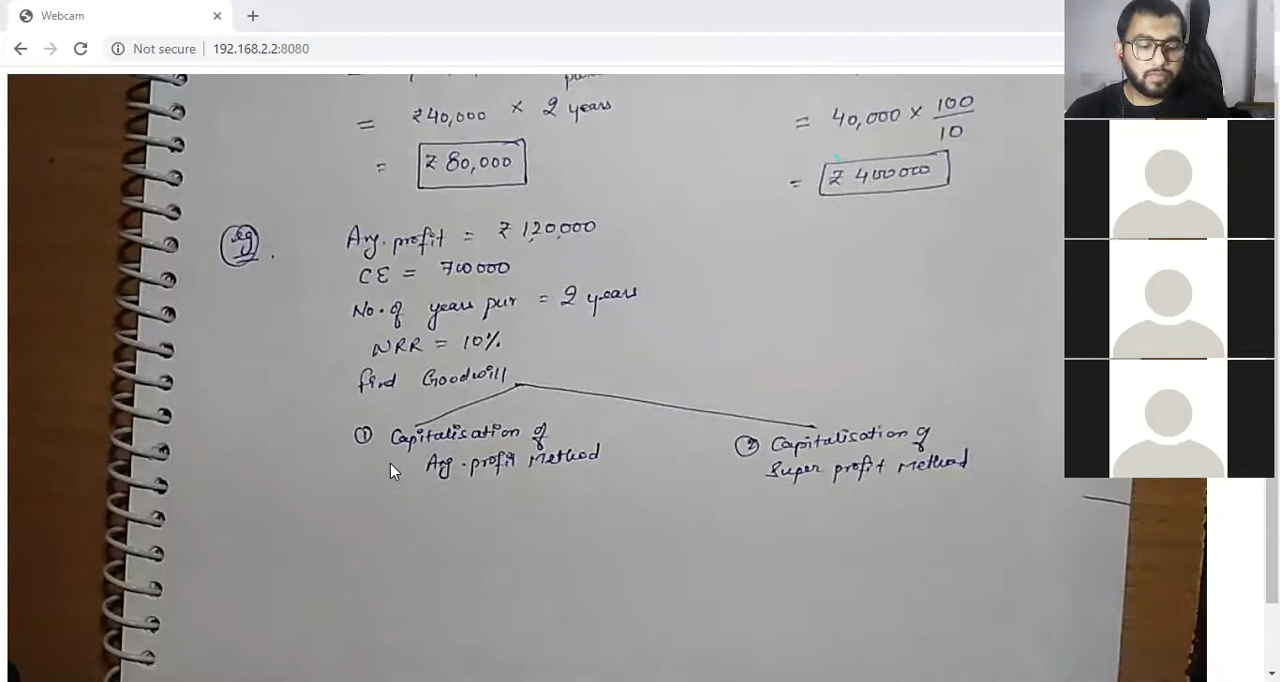 Webcam
Not secure 192.168.2.2:8080
= ₹40,000 × 2 years
= ₹ 80,000
= 40,000 × 100/10
= ₹ 400000
eg.
Avg. profit = ₹ 1,20,000
CE = 700000
No. of years pur = 2 years
NRR = 10%
find Goodwill
① Capitalisation of
Avg. profit Method
② Capitalisation of
Super profit Method